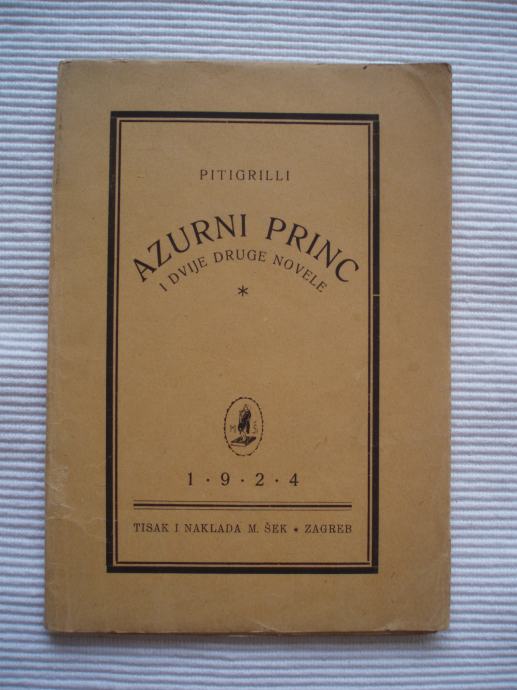 PITIGRILLI
AZURNI PRINC
I DVIJE DRUGE NOVELE
*
M Š
1·9·2·4
TISAK I NAKLADA M. ŠEK * ZAGREB